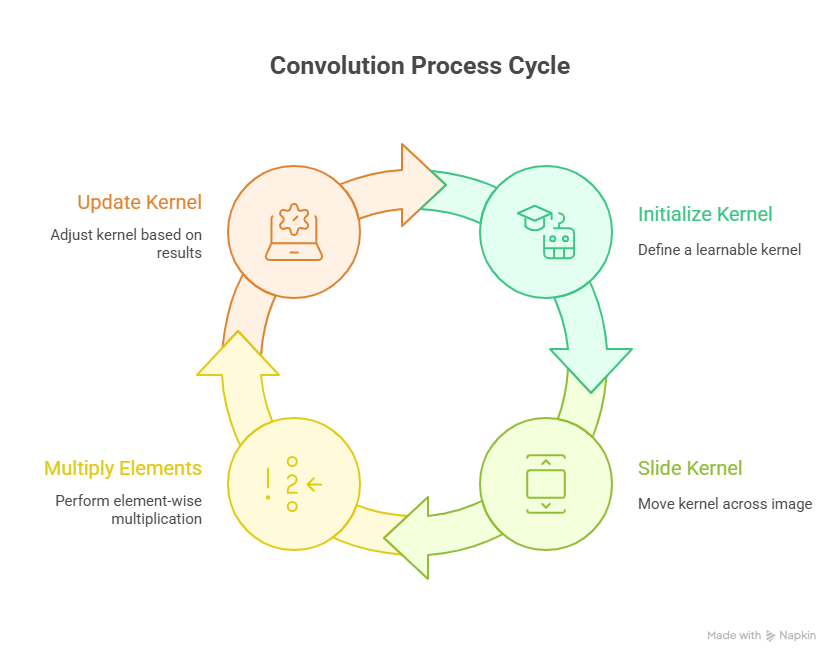 Convolution Process Cycle
Update Kernel
Adjust kernel based on
results
Initialize Kernel
Define a learnable kernel
Multiply Elements
Perform element-wise
multiplication
! 2 ←
Slide Kernel
Move kernel across image
Made with Napkin